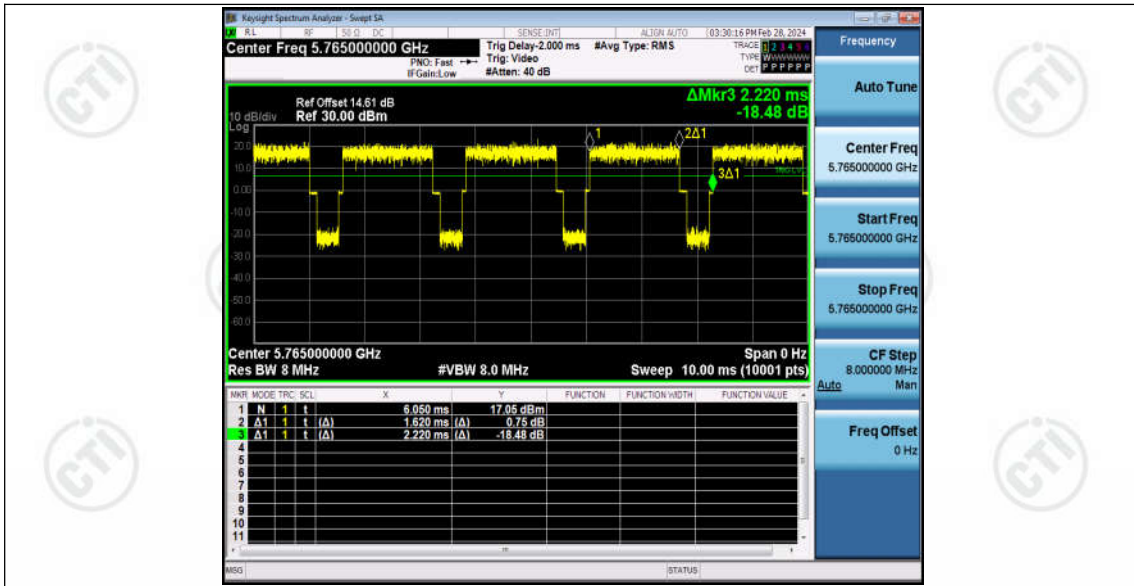 Keysight Spectrum Analyzer - Swept SA
RL RF 50 Ω DC SENSE:INT ALIGN AUTO 03:30:16 PM Feb 28, 2024
Center Freq 5.765000000 GHz
PNO: Fast
IFGain:Low
Trig Delay-2.000 ms
Trig: Video
#Atten: 40 dB
#Avg Type: RMS
TRACE 1 2 3 4 5 6
TYPE
DET P P P P P P
Ref Offset 14.61 dB
Ref 30.00 dBm
10 dB/div
Log
ΔMkr3 2.220 ms
-18.48 dB
20.0
10.0
0.00
-10.0
-20.0
-30.0
-40.0
-50.0
-60.0
1
2Δ1
3Δ1
Center 5.765000000 GHz
Res BW 8 MHz
#VBW 8.0 MHz
Span 0 Hz
Sweep 10.00 ms (10001 pts)
MKR MODE TRC SCL X Y FUNCTION FUNCTION WIDTH FUNCTION VALUE
1 N 1 t 6.050 ms 17.05 dBm
2 Δ1 1 t (Δ) 1.620 ms (Δ) 0.75 dB
3 Δ1 1 t (Δ) 2.220 ms (Δ) -18.48 dB
4
5
6
7
8
9
10
11
MSG
STATUS
Frequency
Auto Tune
Center Freq
5.765000000 GHz
Start Freq
5.765000000 GHz
Stop Freq
5.765000000 GHz
CF Step
8.000000 MHz
Auto Man
Freq Offset
0 Hz
CTI
CTI
CTI
CTI